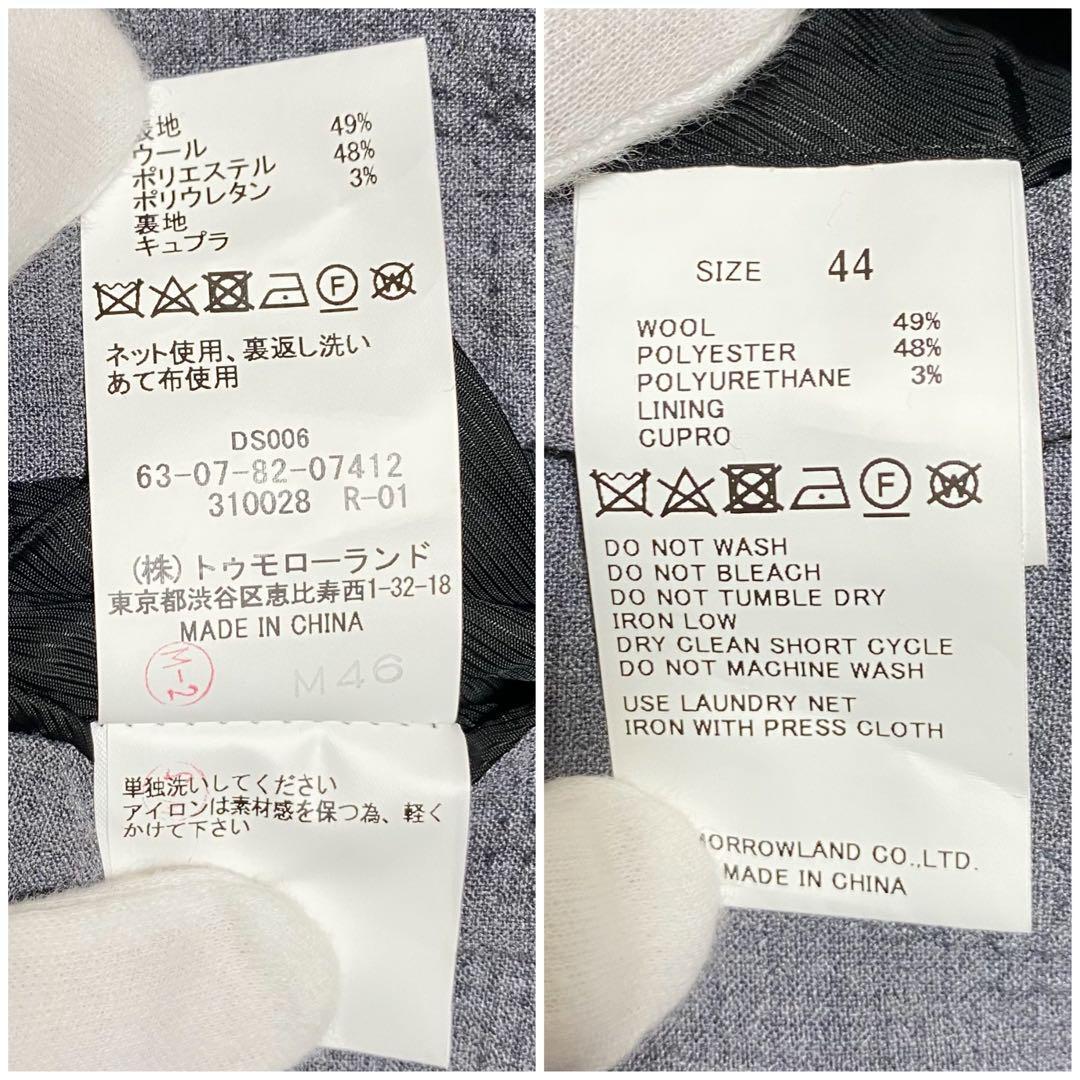 表地
ウール 49%
ポリエステル 48%
ポリウレタン 3%
裏地
キュプラ
F W
ネット使用、裏返し洗い
あて布使用
DS006
63-07-82-07412
310028 R-01
(株)トゥモローランド
東京都渋谷区恵比寿西1-32-18
MADE IN CHINA
M-2
M46
単独洗いしてください
アイロンは素材感を保つ為、軽く
かけて下さい
SIZE 44
WOOL 49%
POLYESTER 48%
POLYURETHANE 3%
LINING
CUPRO
F W
DO NOT WASH
DO NOT BLEACH
DO NOT TUMBLE DRY
IRON LOW
DRY CLEAN SHORT CYCLE
DO NOT MACHINE WASH
USE LAUNDRY NET
IRON WITH PRESS CLOTH
MORROWLAND CO.,LTD.
MADE IN CHINA